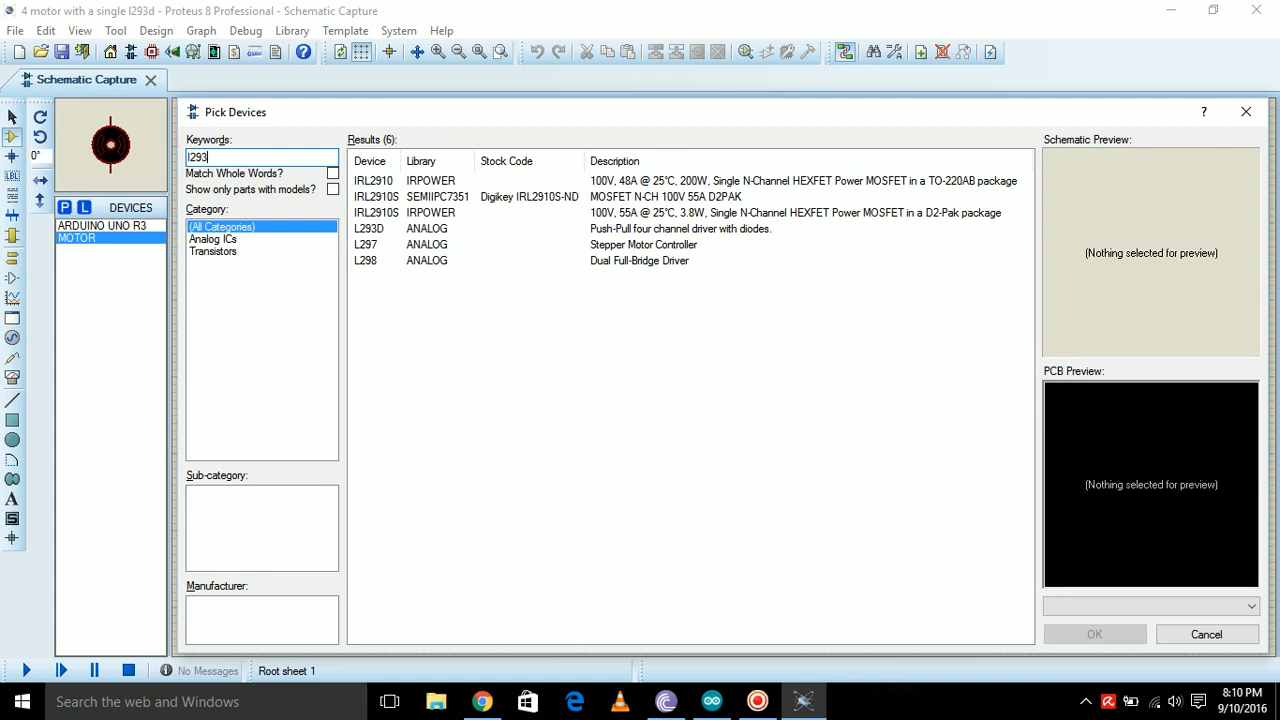 4 motor with a single l293d - Proteus 8 Professional - Schematic Capture
File Edit View Tool Design Graph Debug Library Template System Help
Schematic Capture
Pick Devices
Keywords:
l293
Match Whole Words?
Show only parts with models?
Category:
(All Categories)
Analog ICs
Transistors
Sub-category:
Manufacturer:
Results (6):
Device Library Stock Code Description
IRL2910 IRPOWER 100V, 48A @ 25°C, 200W, Single N-Channel HEXFET Power MOSFET in a TO-220AB package
IRL2910S SEMIIPC7351 Digikey IRL2910S-ND MOSFET N-CH 100V 55A D2PAK
IRL2910S IRPOWER 100V, 55A @ 25°C, 3.8W, Single N-Channel HEXFET Power MOSFET in a D2-Pak package
L293D ANALOG Push-Pull four channel driver with diodes.
L297 ANALOG Stepper Motor Controller
L298 ANALOG Dual Full-Bridge Driver
Schematic Preview:
(Nothing selected for preview)
PCB Preview:
(Nothing selected for preview)
OK Cancel
0°
P L DEVICES
ARDUINO UNO R3
MOTOR
No Messages Root sheet 1
Search the web and Windows
8:10 PM
9/10/2016